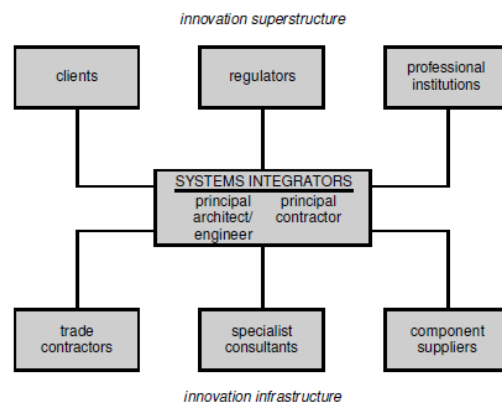 innovation superstructure
clients
regulators
professional
institutions
SYSTEMS INTEGRATORS
principal
architect/
engineer
principal
contractor
trade
contractors
specialist
consultants
component
suppliers
innovation infrastructure